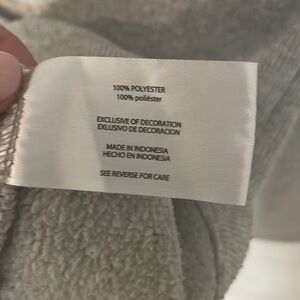 100% POLYESTER
100% poliéster
EXCLUSIVE OF DECORATION
EXLUSIVO DE DECORACION
MADE IN INDONESIA
HECHO EN INDONESIA
SEE REVERSE FOR CARE